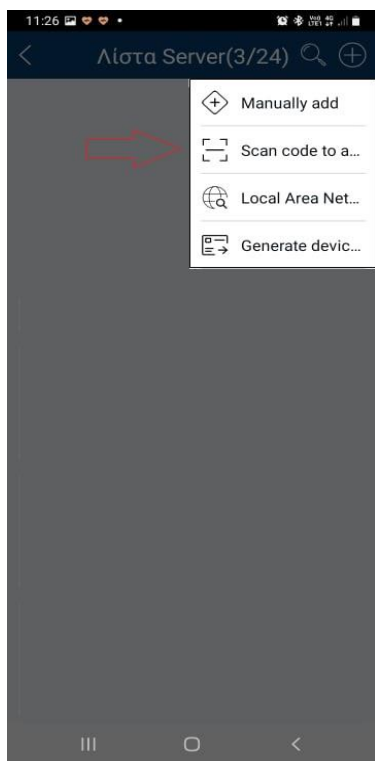 11:26
Λίστα Server(3/24)
Manually add
Scan code to a...
Local Area Net...
Generate devic...